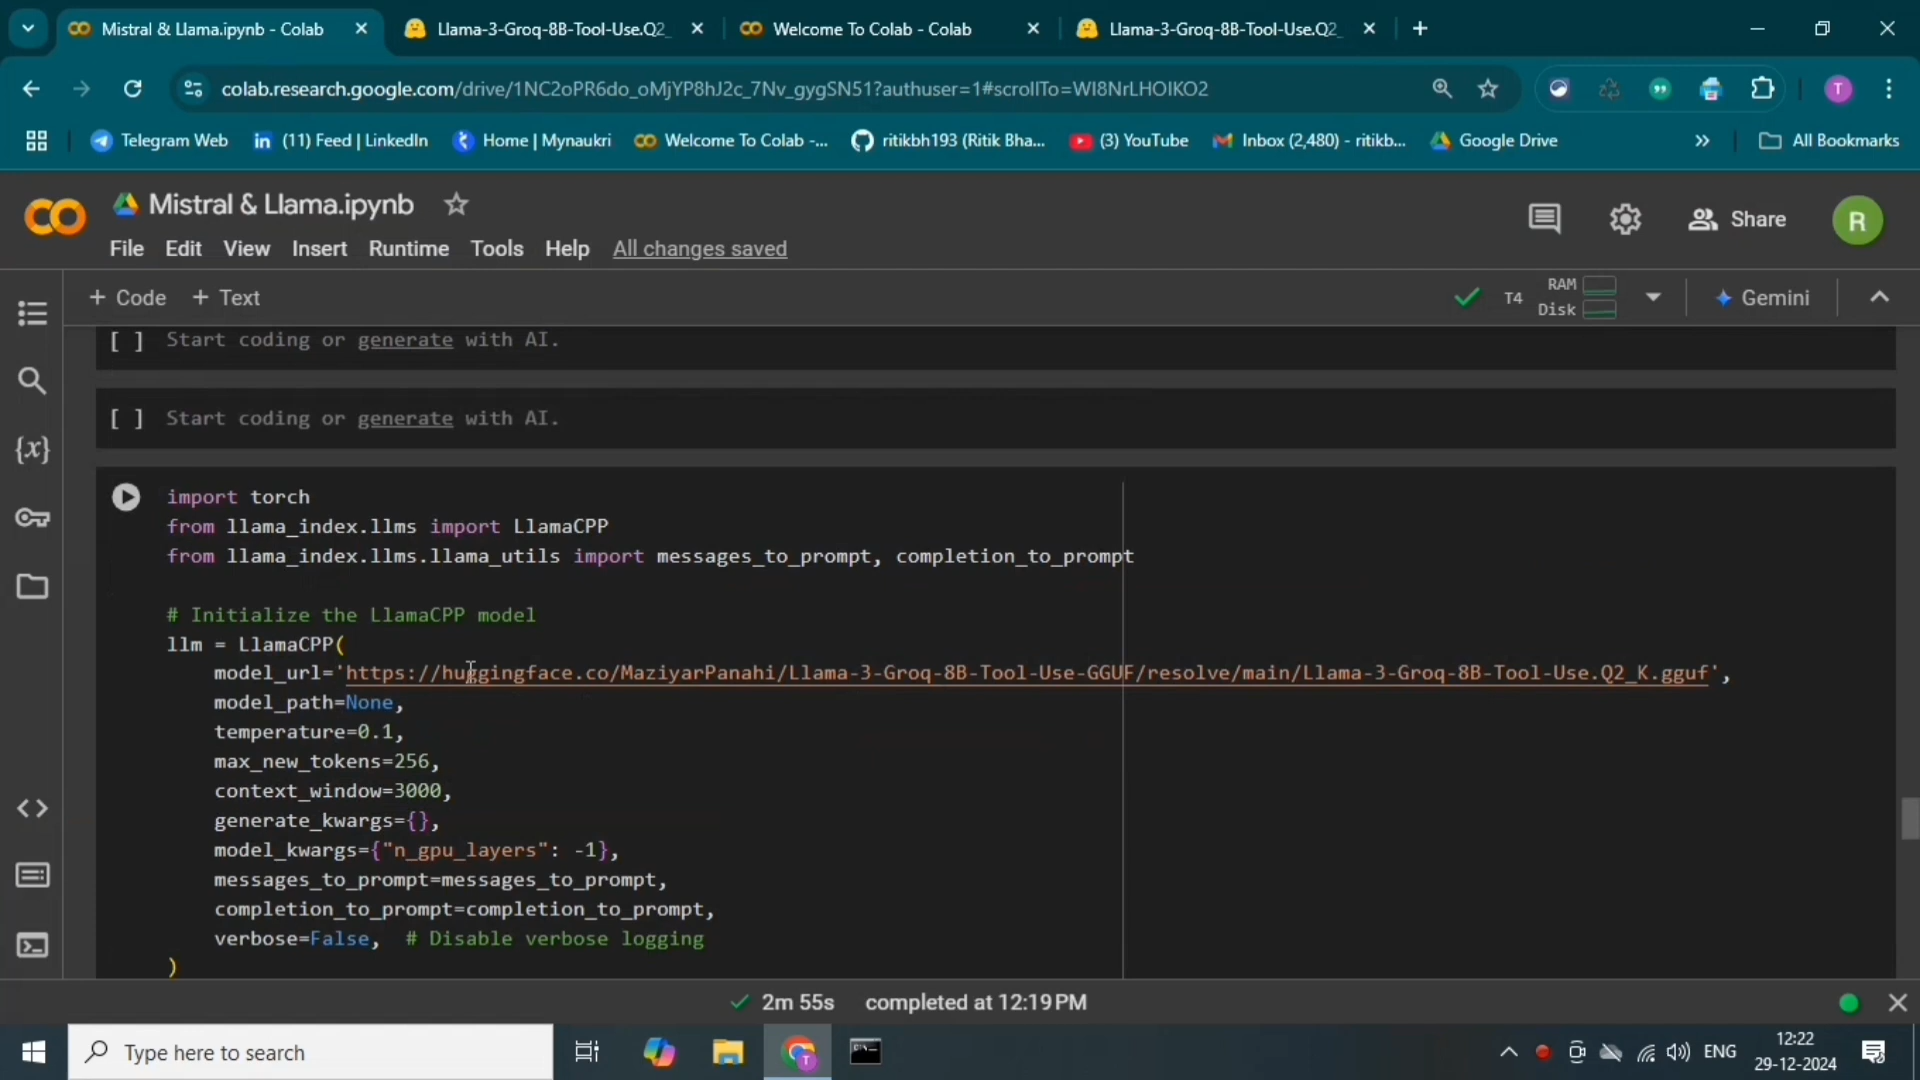 Mistral & Llama.ipynb - Colab
Llama-3-Groq-8B-Tool-Use.Q2_
Welcome To Colab - Colab
Llama-3-Groq-8B-Tool-Use.Q2_
colab.research.google.com/drive/1NC2oPR6do_oMjYP8hJ2c_7Nv_gygSN51?authuser=1#scrollTo=WI8NrLHOIKO2
T
Telegram Web
(11) Feed | LinkedIn
Home | Mynaukri
Welcome To Colab -...
ritikbh193 (Ritik Bha...
(3) YouTube
Inbox (2,480) - ritikb...
Google Drive
All Bookmarks
Mistral & Llama.ipynb
Share
R
File Edit View Insert Runtime Tools Help All changes saved
+ Code + Text
T4
RAM
Disk
Gemini
[ ] Start coding or generate with AI.
[ ] Start coding or generate with AI.
import torch
from llama_index.llms import LlamaCPP
from llama_index.llms.llama_utils import messages_to_prompt, completion_to_prompt
# Initialize the LlamaCPP model
llm = LlamaCPP(
model_url='https://huggingface.co/MaziyarPanahi/Llama-3-Groq-8B-Tool-Use-GGUF/resolve/main/Llama-3-Groq-8B-Tool-Use.Q2_K.gguf',
model_path=None,
temperature=0.1,
max_new_tokens=256,
context_window=3000,
generate_kwargs={},
model_kwargs={"n_gpu_layers": -1},
messages_to_prompt=messages_to_prompt,
completion_to_prompt=completion_to_prompt,
verbose=False, # Disable verbose logging
)
2m 55s completed at 12:19 PM
Type here to search
T
ENG
12:22
29-12-2024